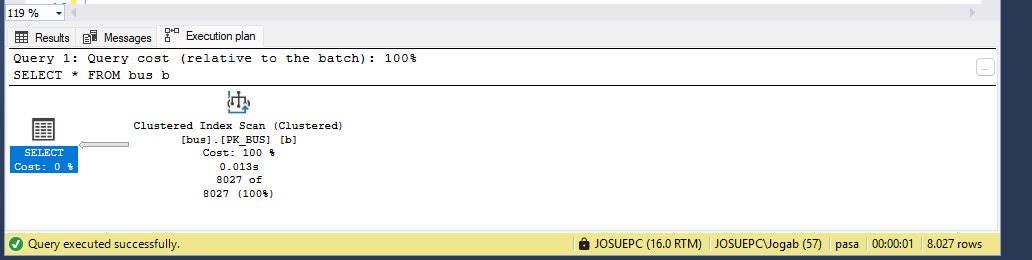 119 %
Results Messages Execution plan
Query 1: Query cost (relative to the batch): 100%
SELECT * FROM bus b
...
Clustered Index Scan (Clustered)
[bus].[PK_BUS] [b]
Cost: 100 %
0.013s
8027 of
8027 (100%)
SELECT
Cost: 0 %
Query executed successfully. JOSUEPC (16.0 RTM) JOSUEPC\Jogab (57) pasa 00:00:01 8.027 rows